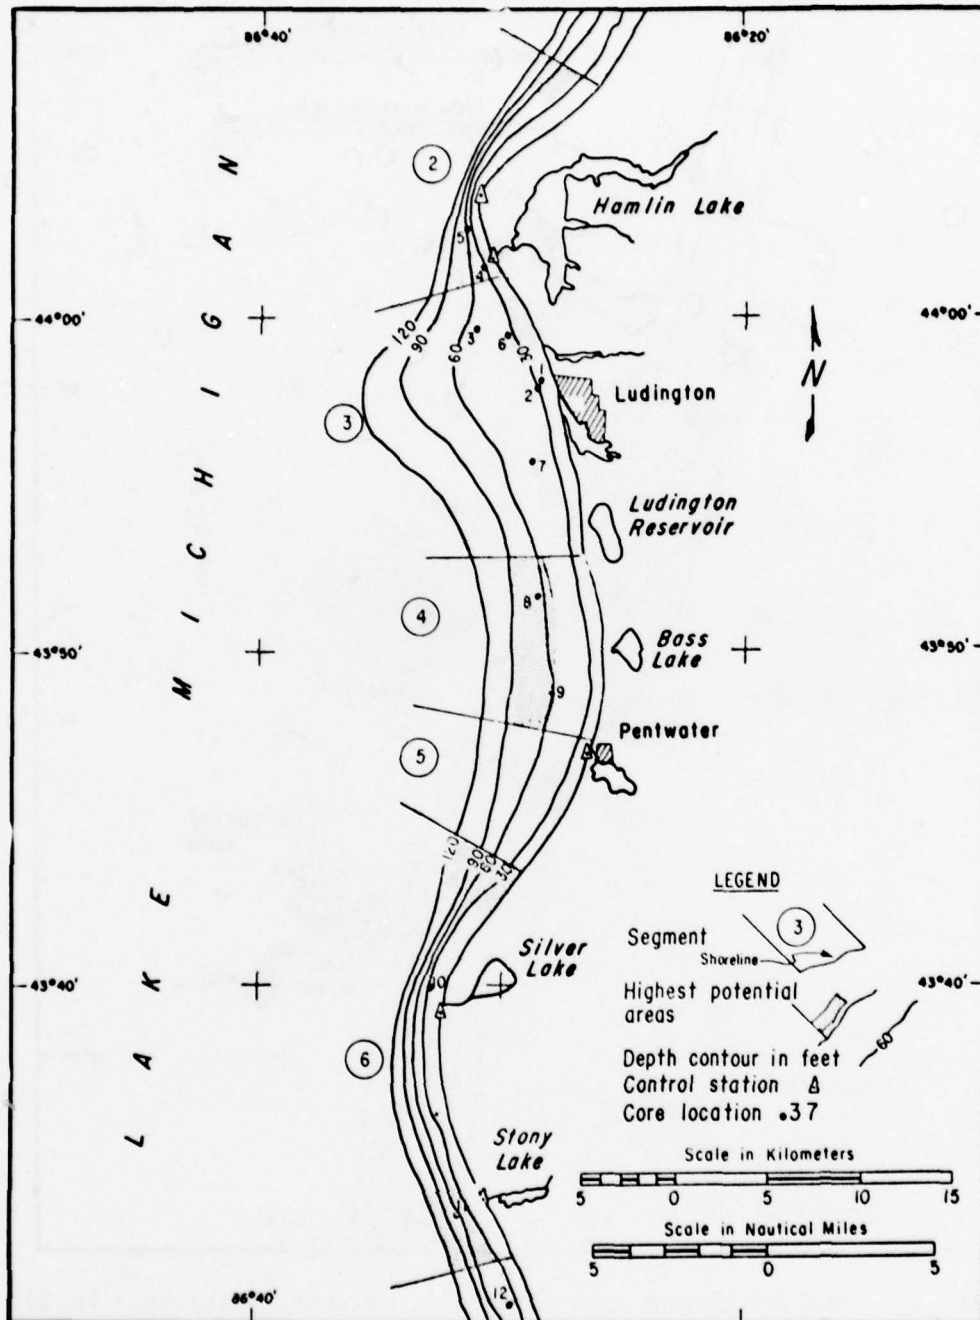 86°40'
86°20'
2
Hamlin Lake
5
4
44°00'
44°00'
120
90
60
3
6
30
1
2
N
Ludington
3
7
Ludington
Reservoir
8
4
Bass
Lake
43°50'
43°50'
9
Pentwater
5
120
90
60
30
LEGEND
Segment
3
Shoreline
Silver
Lake
10
43°40'
43°40'
Highest potential
areas
60
6
Depth contour in feet
Control station
Core location .37
Stony
Lake
Scale in Kilometers
5 0 5 10 15
Scale in Nautical Miles
5 0 5
12
86°40'
LAKE MICHIGAN